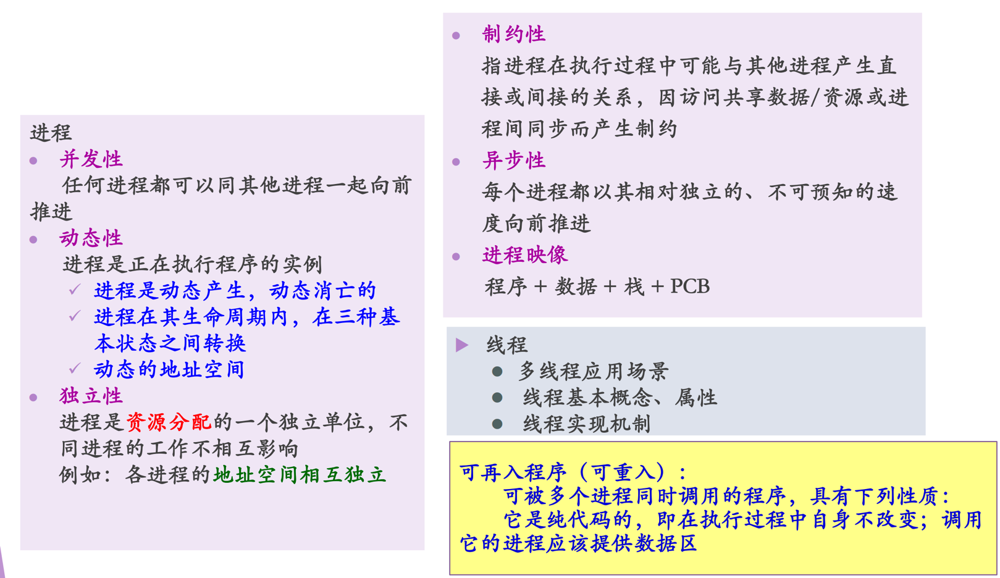 进程
并发性
任何进程都可以同其他进程一起向前
推进
动态性
进程是正在执行程序的实例
进程是动态产生，动态消亡的
进程在其生命周期内，在三种基
本状态之间转换
动态的地址空间
独立性
进程是资源分配的一个独立单位，不
同进程的工作不相互影响
例如：各进程的地址空间相互独立
制约性
指进程在执行过程中可能与其他进程产生直
接或间接的关系，因访问共享数据/资源或进
程间同步而产生制约
异步性
每个进程都以其相对独立的、不可预知的速
度向前推进
进程映像
程序 + 数据 + 栈 + PCB
线程
多线程应用场景
线程基本概念、属性
线程实现机制
可再入程序（可重入）:
可被多个进程同时调用的程序，具有下列性质：
它是纯代码的，即在执行过程中自身不改变；调用
它的进程应该提供数据区